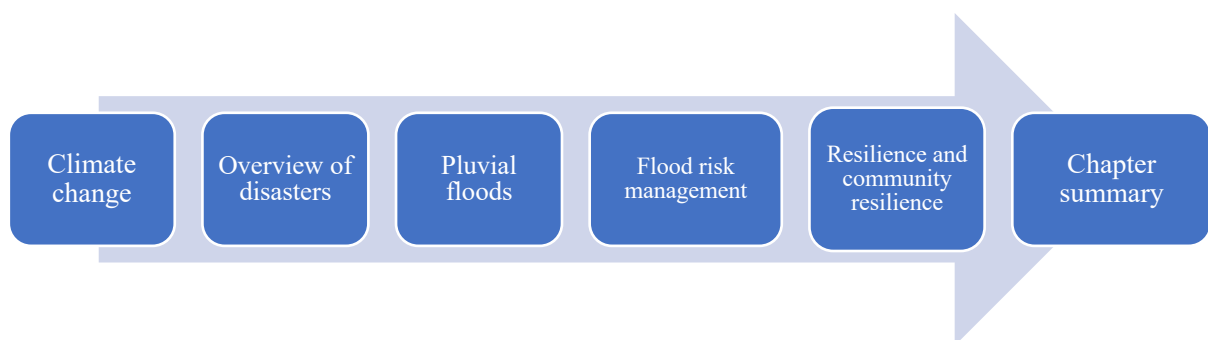 Climate
change
Overview of
disasters
Pluvial
floods
Flood risk
management
Resilience and
community
resilience
Chapter
summary